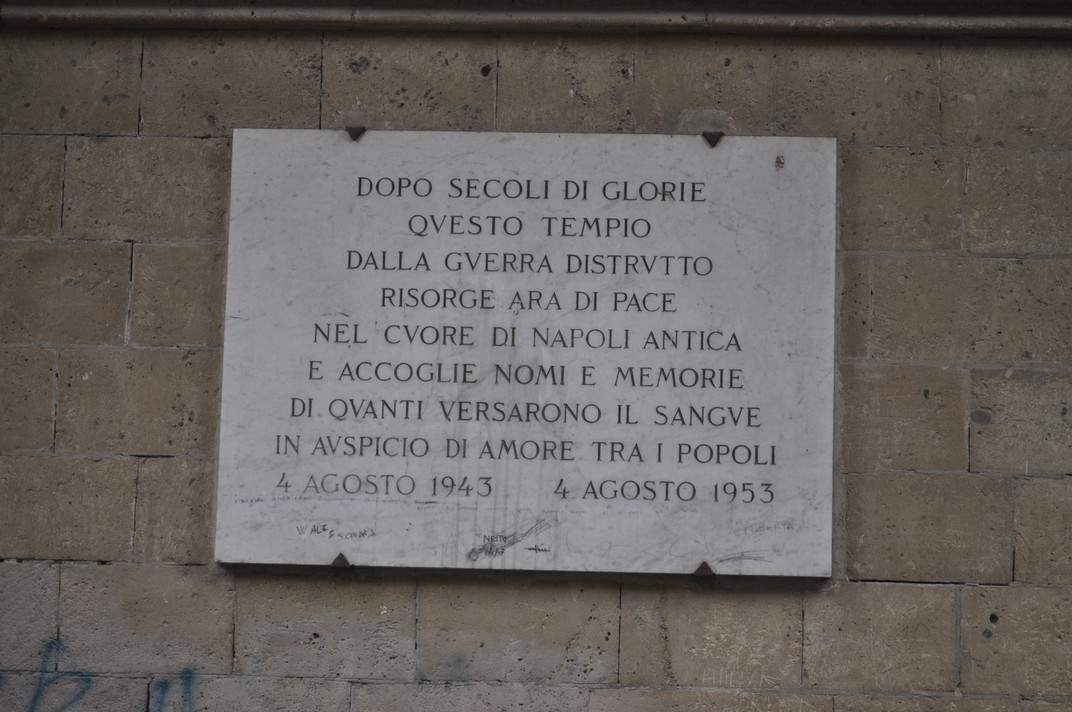 DOPO SECOLI DI GLORIE
QVESTO TEMPIO
DALLA GVERRA DISTRVTTO
RISORGE ARA DI PACE
NEL CVORE DI NAPOLI ANTICA
E ACCOGLIE NOMI E MEMORIE
DI QVANTI VERSARONO IL SANGVE
IN AVSPICIO DI AMORE TRA I POPOLI
4 AGOSTO 1943 4 AGOSTO 1953